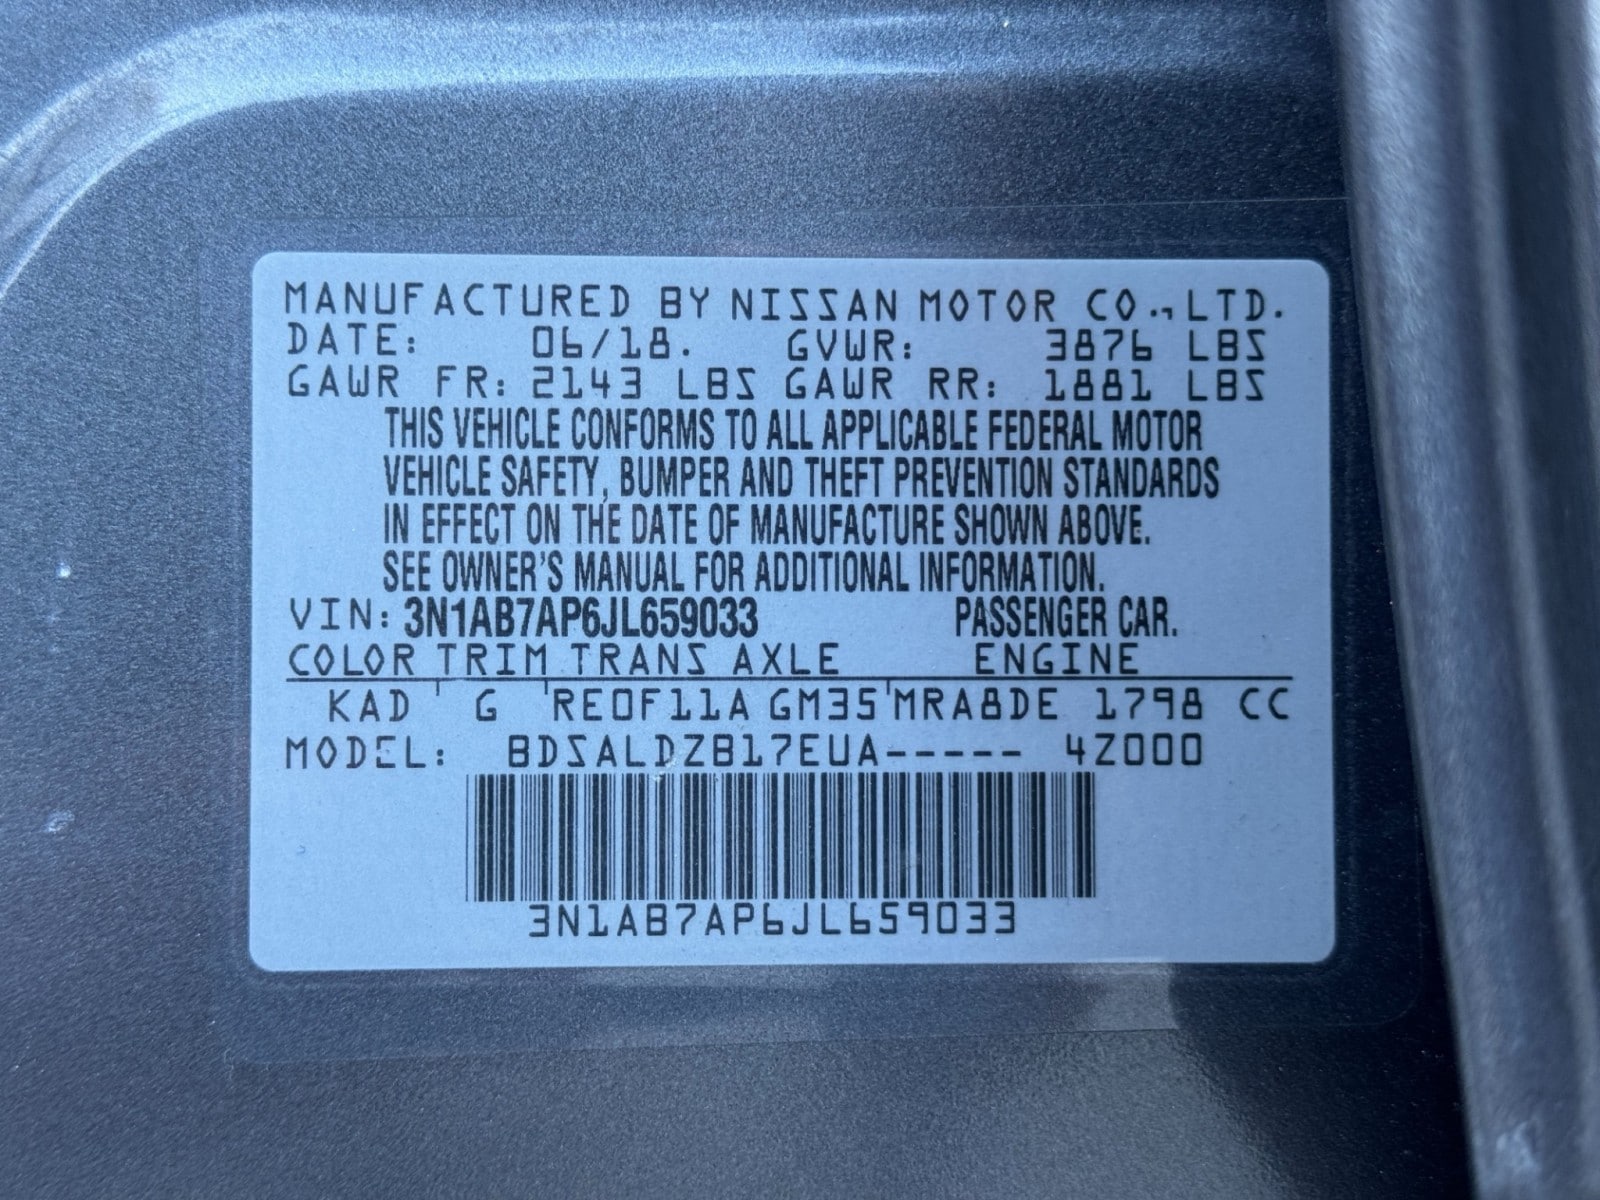 MANUFACTURED BY NISSAN MOTOR CO., LTD.
DATE: 06/18. GVWR: 3876 LBS
GAWR FR: 2143 LBS GAWR RR: 1881 LBS
THIS VEHICLE CONFORMS TO ALL APPLICABLE FEDERAL MOTOR
VEHICLE SAFETY, BUMPER AND THEFT PREVENTION STANDARDS
IN EFFECT ON THE DATE OF MANUFACTURE SHOWN ABOVE.
SEE OWNER'S MANUAL FOR ADDITIONAL INFORMATION.
VIN: 3N1AB7AP6JL659033 PASSENGER CAR.
COLOR TRIM TRANS AXLE ENGINE
KAD G RE0F11A GM35 MRA8DE 1798 CC
MODEL: BDSALDZB17EUA----- 4Z000
3N1AB7AP6JL659033